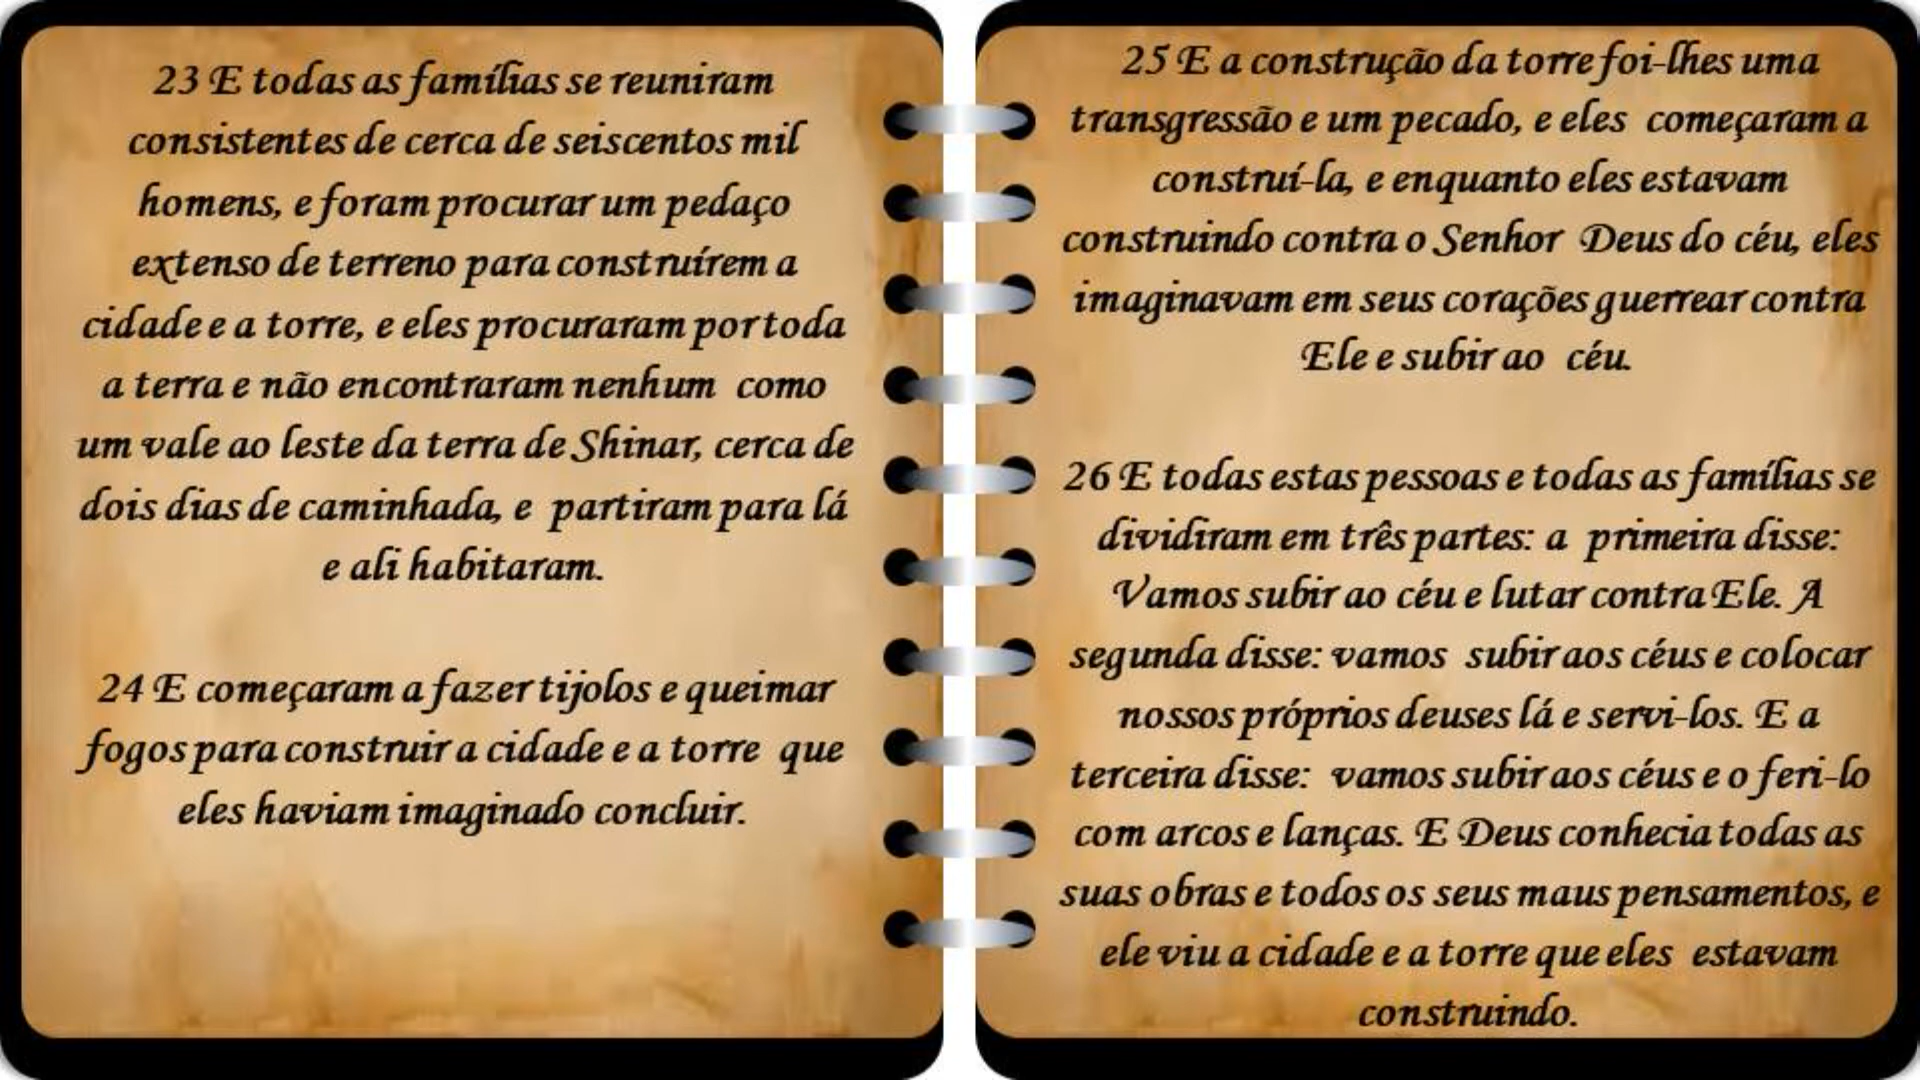 23 E todas as famílias se reuniram
consistentes de cerca de seiscentos mil
homens, e foram procurar um pedaço
extenso de terreno para construírem a
cidade e a torre, e eles procuraram por toda
a terra e não encontraram nenhum como
um vale ao leste da terra de Shinar, cerca de
dois dias de caminhada, e partiram para lá
e ali habitaram.
24 E começaram a fazer tijolos e queimar
fogos para construir a cidade e a torre que
eles haviam imaginado concluir.
25 E a construção da torre foi-lhes uma
transgressão e um pecado, e eles começaram a
construí-la, e enquanto eles estavam
construindo contra o Senhor Deus do céu, eles
imaginavam em seus corações guerrear contra
Ele e subir ao céu.
26 E todas estas pessoas e todas as famílias se
dividiram em três partes: a primeira disse:
Vamos subir ao céu e lutar contra Ele. A
segunda disse: vamos subir aos céus e colocar
nossos próprios deuses lá e servi-los. E a
terceira disse: vamos subir aos céus e o feri-lo
com arcos e lanças. E Deus conhecia todas as
suas obras e todos os seus maus pensamentos, e
ele viu a cidade e a torre que eles estavam
construindo.